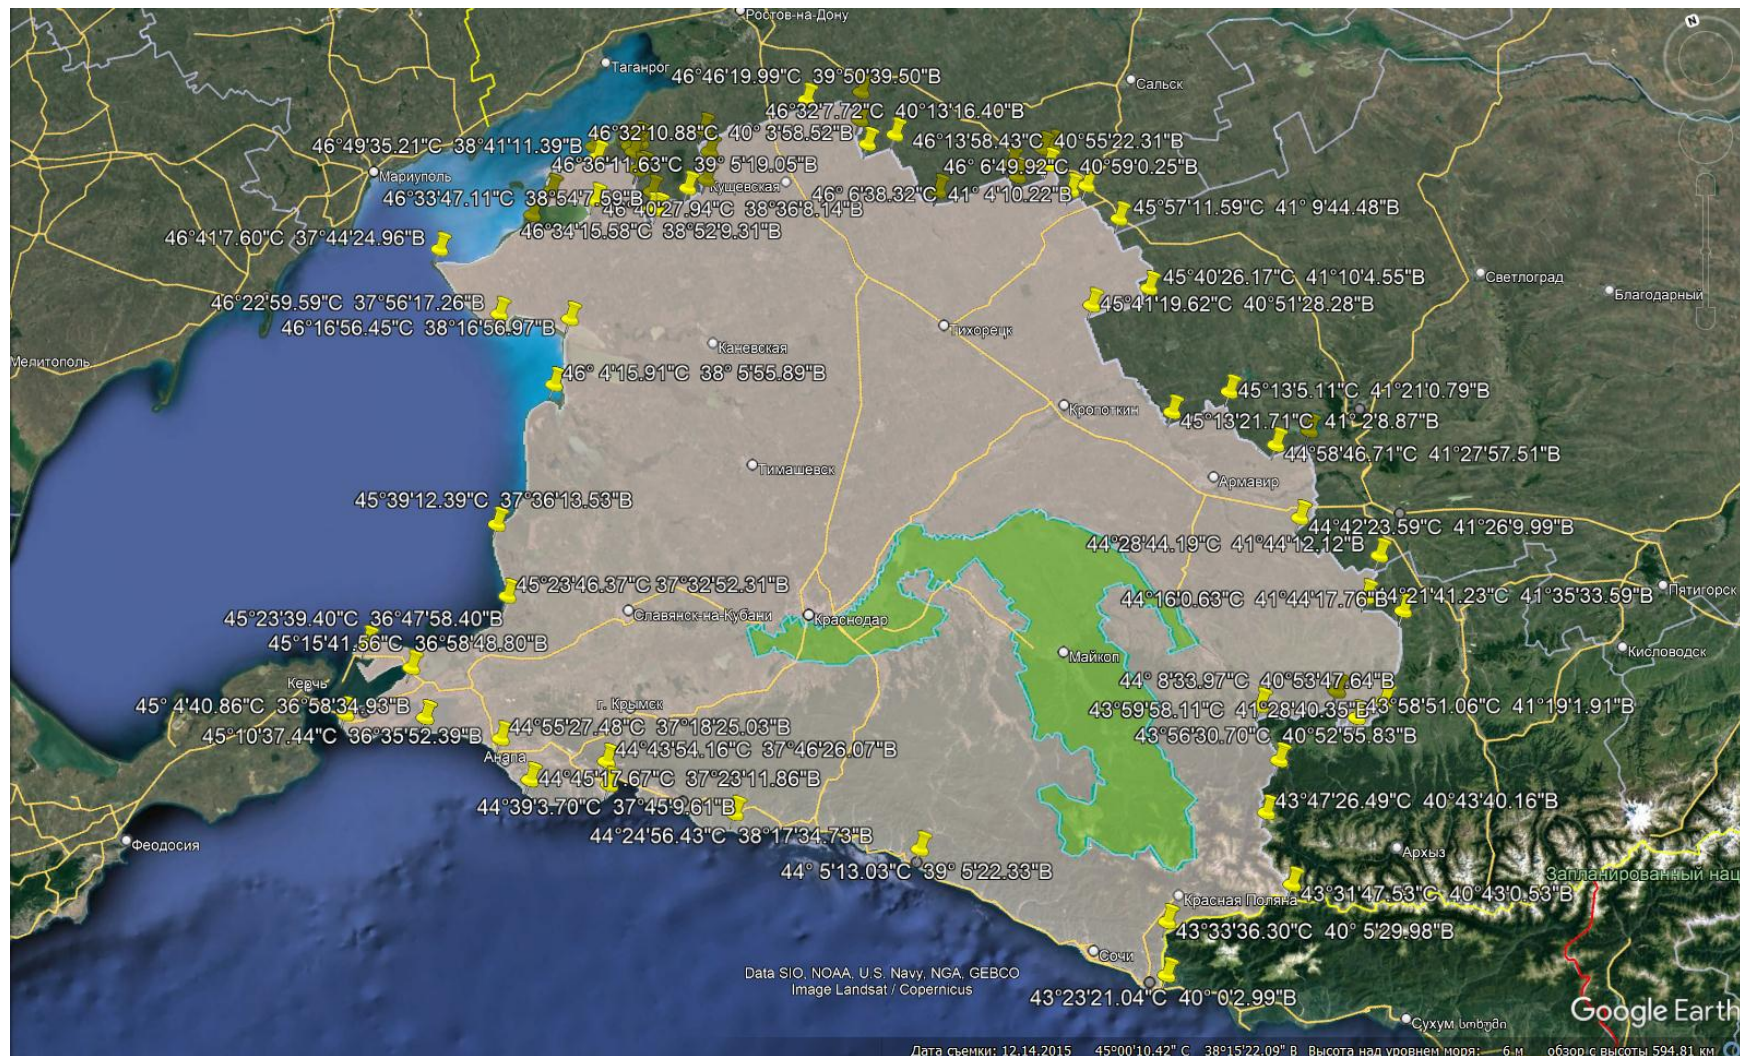 Ростов-на-Дону
Таганрог
46°46'19.99"С 39°50'39.50"В
Сальск
46°32'7.72"С 40°13'16.40"В
46°32'10.88"С 40° 3'58.52"В
46°13'58.43"С 40°55'22.31"В
46°49'35.21"С 38°41'11.39"В
46°36'11.63"С 39° 5'19.05"В
46° 6'49.92"С 40°59'0.25"В
Мариуполь
Кущевская
46° 6'38.32"С 41° 4'10.22"В
46°33'47.11"С 38°54'7.59"В
46°40'27.94"С 38°36'8.14"В
45°57'11.59"С 41° 9'44.48"В
46°34'15.58"С 38°52'9.31"В
46°41'7.60"С 37°44'24.96"В
45°40'26.17"С 41°10'4.55"В
Светлоград
Благодарный
46°22'59.59"С 37°56'17.26"В
45°41'19.62"С 40°51'28.28"В
46°16'56.45"С 38°16'56.97"В
Тихорецк
Каневская
Мелитополь
46° 4'15.91"С 38° 5'55.89"В
45°13'5.11"С 41°21'0.79"В
Кропоткин
45°13'21.71"С 41° 2'8.87"В
44°58'46.71"С 41°27'57.51"В
Тимашевск
Армавир
45°39'12.39"С 37°36'13.53"В
44°42'23.59"С 41°26'9.99"В
44°28'44.19"С 41°44'12.12"В
45°23'46.37"С 37°32'52.31"В
44°16'0.63"С 41°44'17.76"В
44°21'41.23"С 41°35'33.59"В
Пятигорск
Славянск-на-Кубани
Краснодар
45°23'39.40"С 36°47'58.40"В
45°15'41.56"С 36°58'48.80"В
Майкоп
Кисловодск
Керчь
44° 8'33.97"С 40°53'47.64"В
45° 4'40.86"С 36°58'34.93"В
г. Крымск
43°59'58.11"С 41°28'40.35"В
43°58'51.06"С 41°19'1.91"В
45°10'37.44"С 36°35'52.39"В
44°55'27.48"С 37°18'25.03"В
43°56'30.70"С 40°52'55.83"В
Анапа
44°43'54.16"С 37°46'26.07"В
44°45'17.67"С 37°23'11.86"В
44°39'3.70"С 37°45'9.61"В
43°47'26.49"С 40°43'40.16"В
44°24'56.43"С 38°17'34.73"В
Феодосия
Архыз
44° 5'13.03"С 39° 5'22.33"В
Запланированный нац
Красная Поляна
43°31'47.53"С 40°43'0.53"В
43°33'36.30"С 40° 5'29.98"В
Сочи
Data SIO, NOAA, U.S. Navy, NGA, GEBCO
Image Landsat / Copernicus
43°23'21.04"С 40° 0'2.99"В
Google Earth
Сухум სოხუმი
Дата съемки: 12.14.2015 45°00'10.42" С 38°15'22.09" В Высота над уровнем моря: 6 м обзор с высоты 594.81 км
N